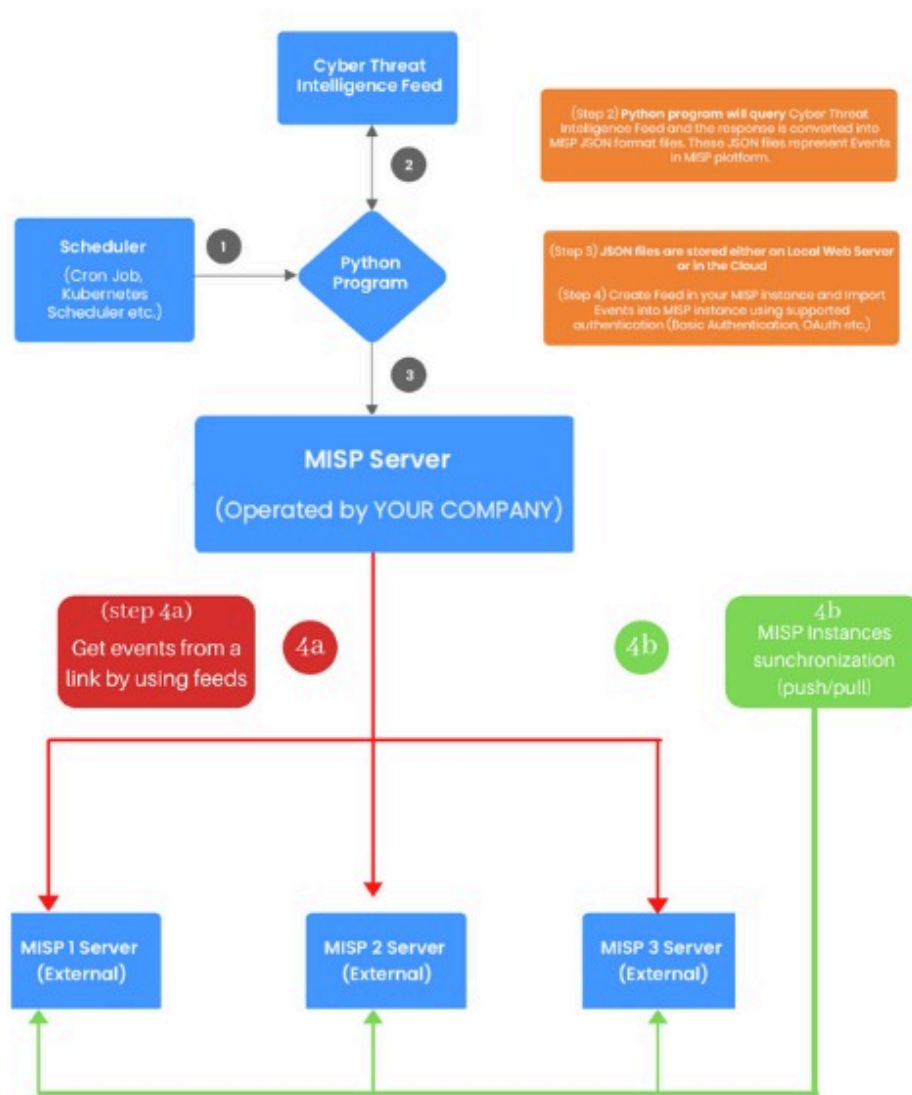 Cyber Threat
Intelligence Feed
(Step 2) Python program will query Cyber Threat
Intelligence Feed and the response is converted into
MISP JSON format files. These JSON files represent Events
in MISP platform.
2
Scheduler
(Cron Job,
Kubernetes
Scheduler etc.)
1
Python
Program
(Step 3) JSON files are stored either on Local Web Server
or in the Cloud
(Step 4) Create Feed in your MISP instance and Import
Events into MISP instance using supported
authentication (Basic Authentication, OAuth etc.)
3
MISP Server
(Operated by YOUR COMPANY)
(step 4a)
Get events from a
link by using feeds
4a
4b
4b
MISP Instances
sunchronization
(push/pull)
MISP 1 Server
(External)
MISP 2 Server
(External)
MISP 3 Server
(External)